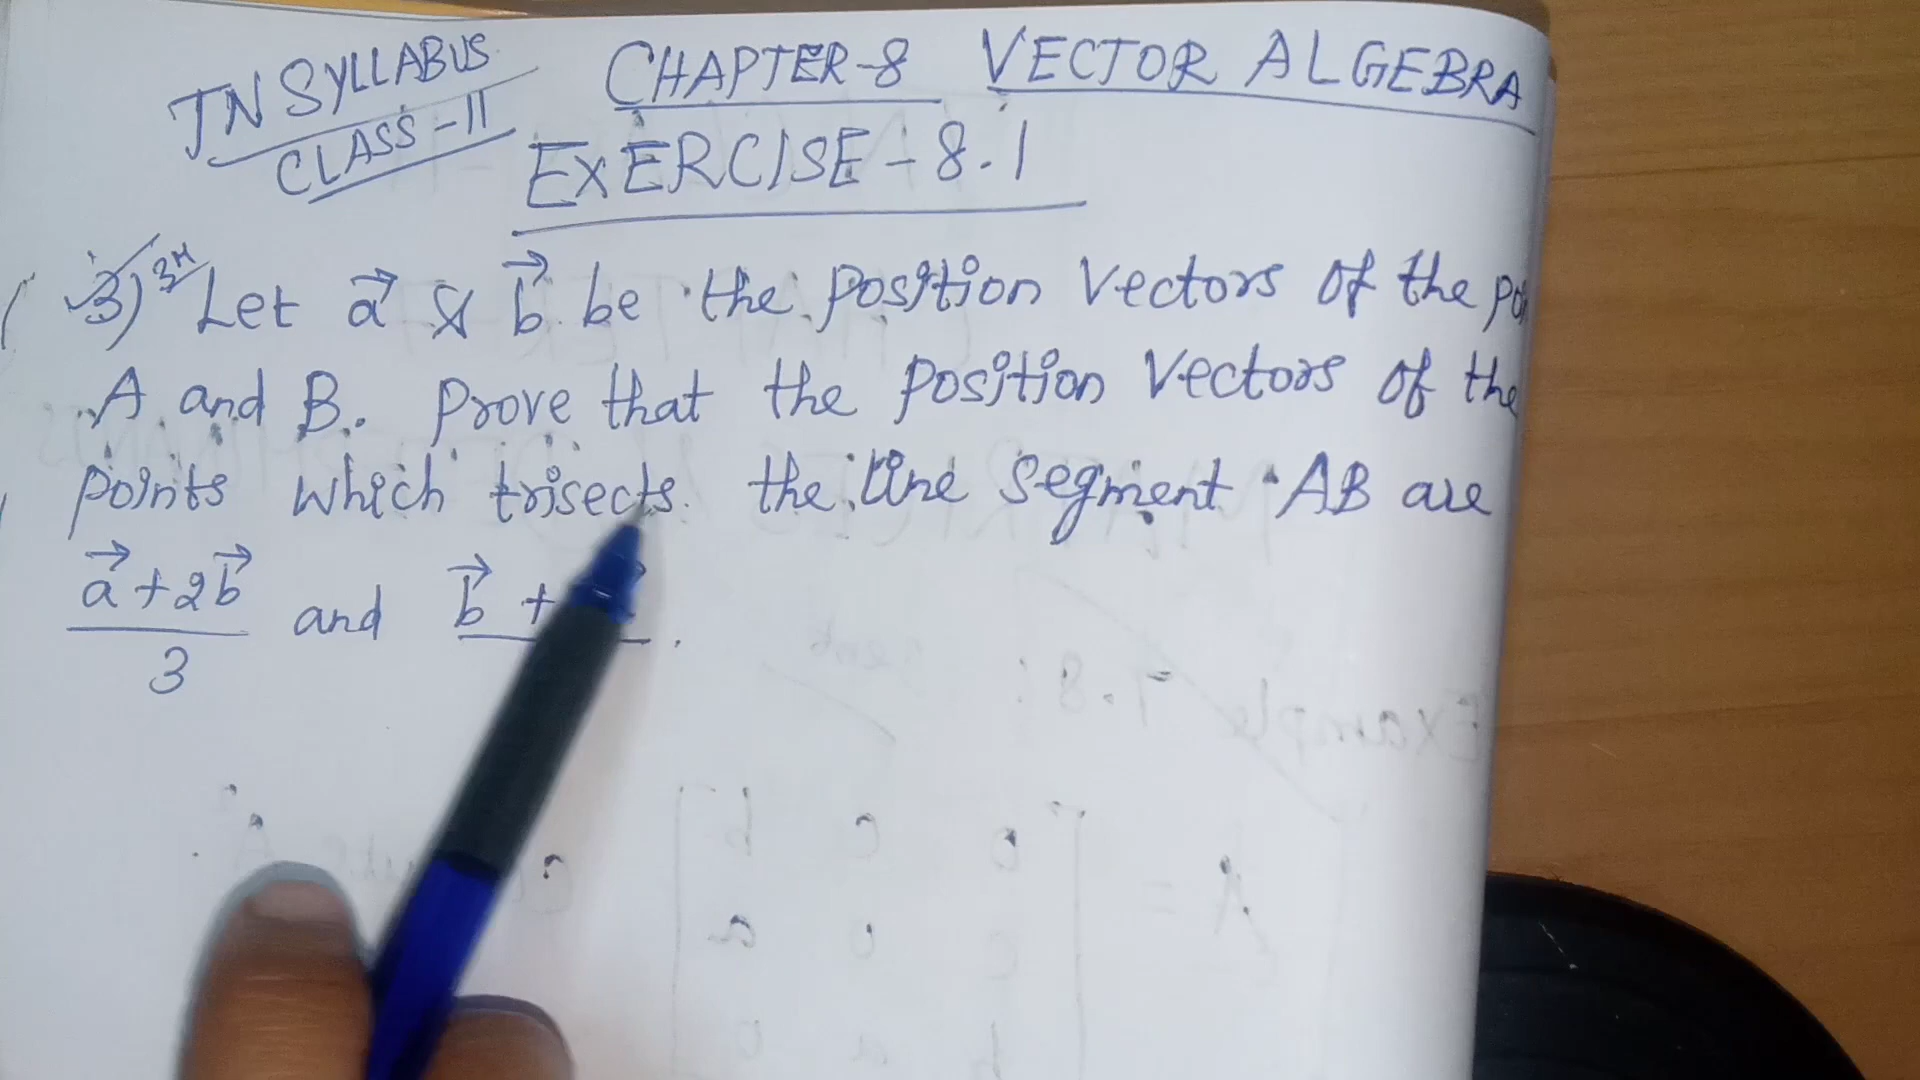 TN SYLLABUS
CLASS-11
CHAPTER-8 VECTOR ALGEBRA
EXERCISE-8.1
3) 3M Let a⃗ & b⃗ be the position vectors of the
A and B. Prove that the position vectors of the
points which trisects the line segment AB are
(a⃗+2b⃗)/3 and b⃗ +